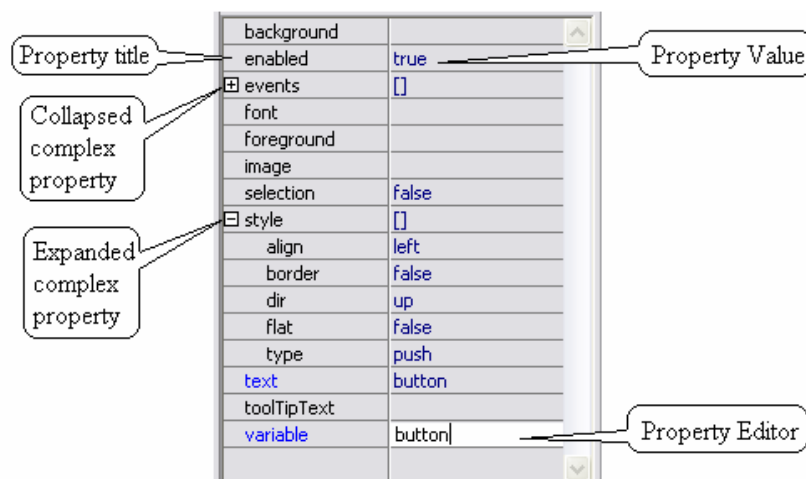 background
Property title
enabled true
Property Value
events []
Collapsed
complex
property
font
foreground
image
selection false
style []
Expanded
complex
property
align left
border false
dir up
flat false
type push
text button
toolTipText
variable button
Property Editor